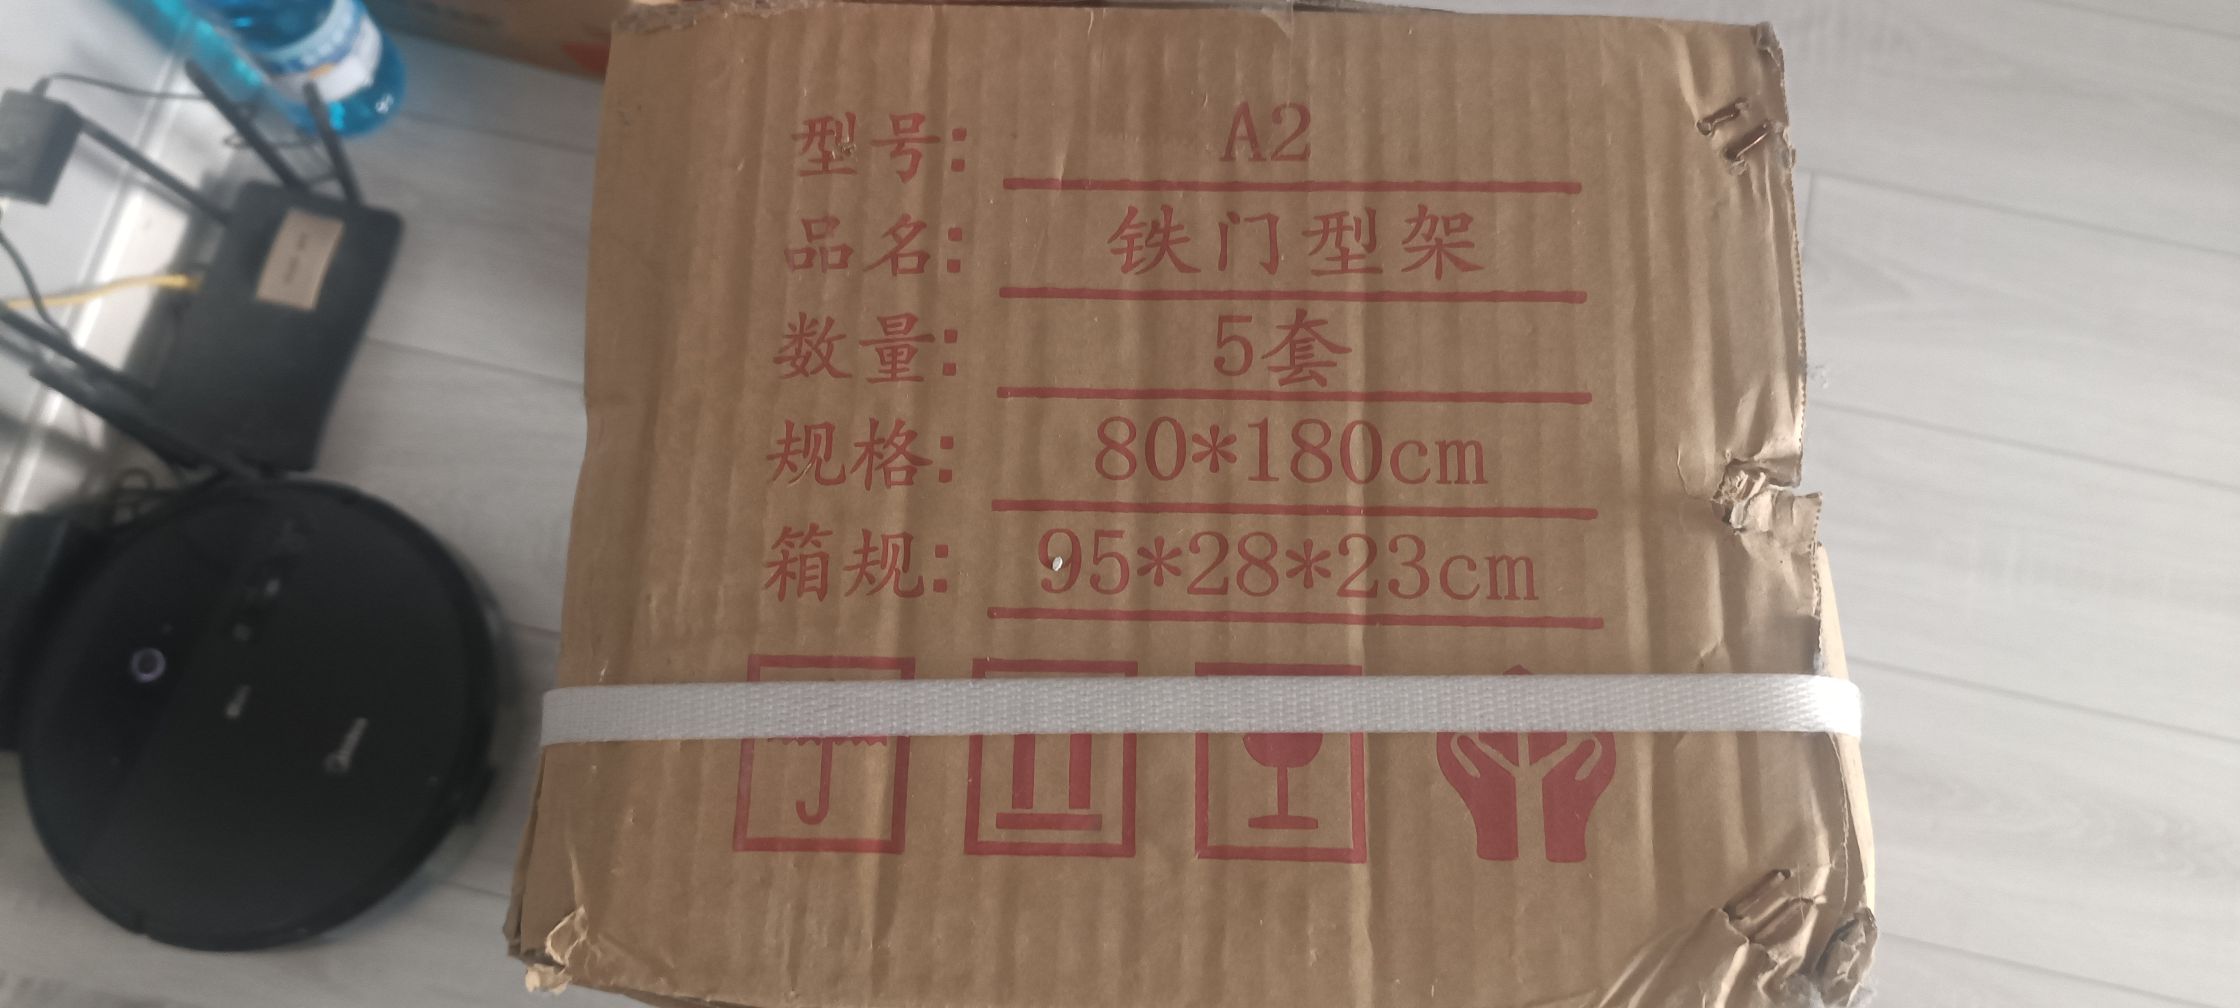 型号: A2
品名: 铁门型架
数量: 5套
规格: 80*180cm
箱规: 95*28*23cm
Midea